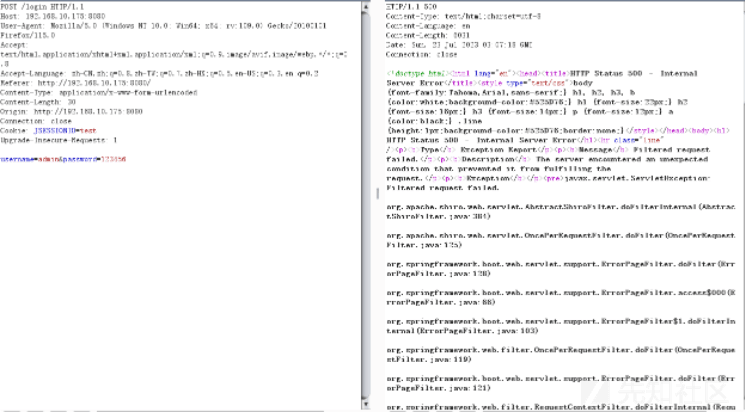 POST /login HTTP/1.1
Host: 192.168.10.175:8080
User-Agent: Mozilla/5.0 (Windows NT 10.0; Win64; x64; rv:109.0) Gecko/20100101
Firefox/115.0
Accept:
text/html,application/xhtml+xml,application/xml;q=0.9,image/avif,image/webp,*/*;q=0
.8
Accept-Language: zh-CN,zh;q=0.8,zh-TW;q=0.7,zh-HK;q=0.5,en-US;q=0.3,en;q=0.2
Referer: http://192.168.10.175:8080/
Content-Type: application/x-www-form-urlencoded
Content-Length: 30
Origin: http://192.168.10.175:8080
Connection: close
Cookie: JSESSIONID=test
Upgrade-Insecure-Requests: 1
username=admin&password=123656
HTTP/1.1 500
Content-Type: text/html;charset=utf-8
Content-Language: en
Content-Length:
Date: Sun, 23 Jul 2023 03:07:18 GMT
Connection: close
<!doctype html><html lang="en"><head><title>HTTP Status 500 - Internal
Server Error</title><style type="text/css">body
{font-family:Tahoma,Arial,sans-serif;} h1, h2, h3, b
{color:white;background-color:#525D76;} h1 {font-size:22px;} h2
{font-size:16px;} h3 {font-size:14px;} p {font-size:12px;} a
{color:black;} .line
{height:1px;background-color:#525D76;border:none;}</style></head><body><h1>
HTTP Status 500 - Internal Server Error</h1><hr class="line"
/><p><b>Type</b> Exception Report</p><p><b>Message</b> Filtered request
failed.</p><p><b>Description</b> The server encountered an unexpected
condition that prevented it from fulfilling the
request.</p><p><b>Exception</b></p><pre>javax.servlet.ServletException:
Filtered request failed.
org.apache.shiro.web.servlet.AbstractShiroFilter.doFilterInternal(Abstrac
tShiroFilter.java:384)
org.apache.shiro.web.servlet.OncePerRequestFilter.doFilter(OncePerRequest
Filter.java:125)
org.springframework.boot.web.servlet.support.ErrorPageFilter.doFilter(Err
orPageFilter.java:128)
org.springframework.boot.web.servlet.support.ErrorPageFilter.access$000(E
rrorPageFilter.java:66)
org.springframework.boot.web.servlet.support.ErrorPageFilter$1.doFilterIn
ternal(ErrorPageFilter.java:103)
org.springframework.web.filter.OncePerRequestFilter.doFilter(OncePerReque
stFilter.java:119)
org.springframework.boot.web.servlet.support.ErrorPageFilter.doFilter(Err
orPageFilter.java:121)
org.springframework.web.filter.RequestContextFilter.doFilterInternal(Requ
先知社区